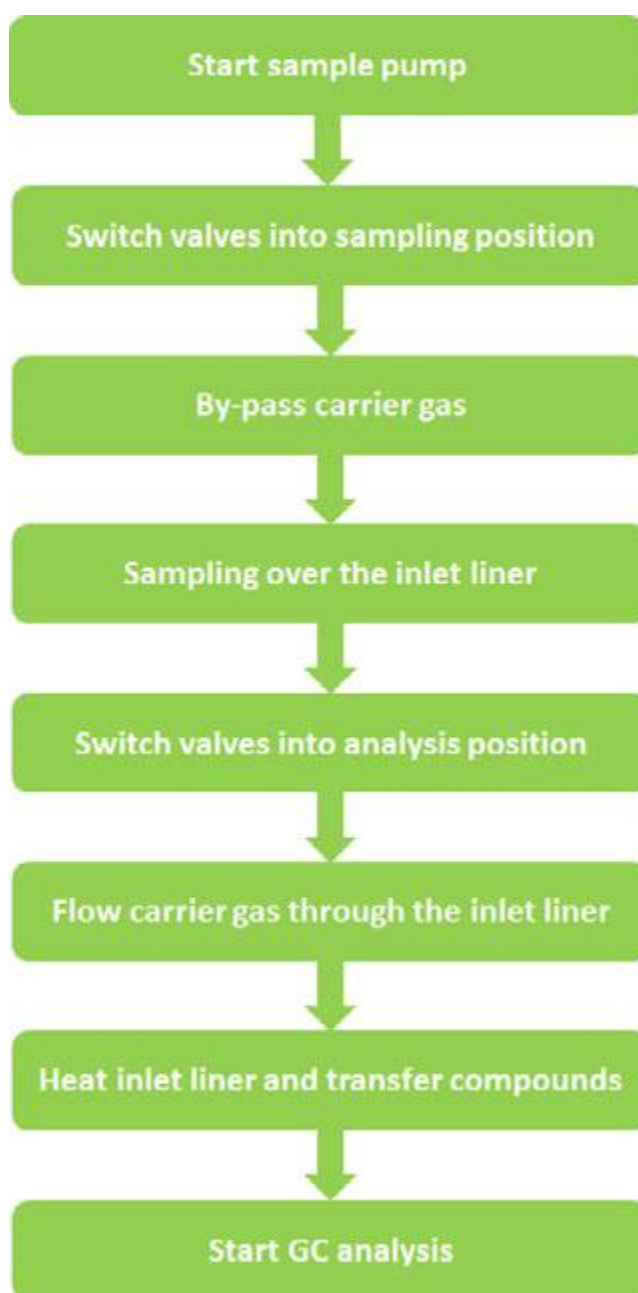 Start sample pump
Switch valves into sampling position
By-pass carrier gas
Sampling over the inlet liner
Switch valves into analysis position
Flow carrier gas through the inlet liner
Heat inlet liner and transfer compounds
Start GC analysis